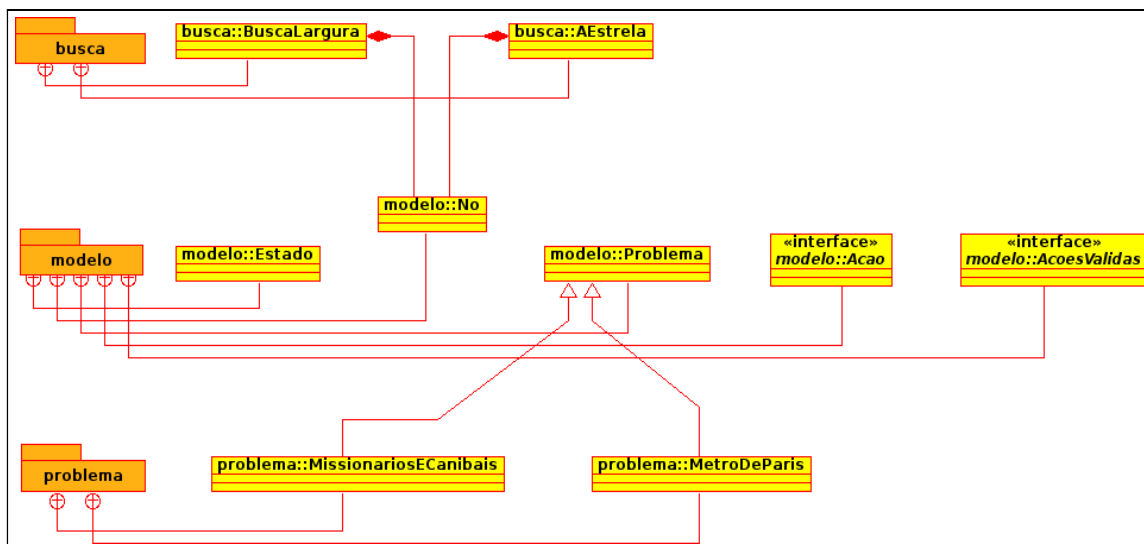 busca
busca::BuscaLargura
busca::AEstrela
modelo::No
modelo
modelo::Estado
modelo::Problema
«interface»
modelo::Acao
«interface»
modelo::AcoesValidas
problema
problema::MissionariosECanibais
problema::MetroDeParis